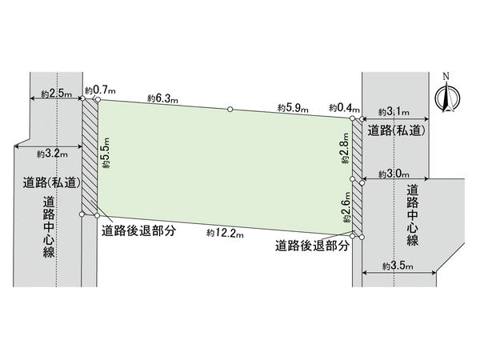 N
約2.5m
約0.7m
約6.3m
約5.9m
約0.4m
約3.1m
道路(私道)
約5.5m
約2.8m
約3.2m
道路(私道)
約3.0m
道路中心線
約2.6m
道路中心線
道路後退部分
約12.2m
道路後退部分
約3.5m